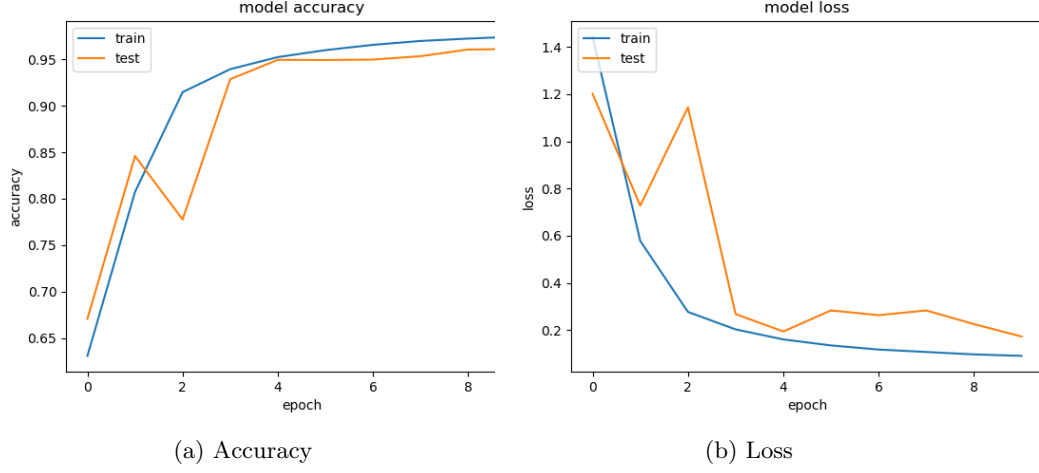 model accuracy
train
test
0.95
0.90
0.85
0.80
0.75
0.70
0.65
accuracy
0 2 4 6 8
epoch
(a) Accuracy
model loss
train
test
1.4
1.2
1.0
0.8
0.6
0.4
0.2
loss
0 2 4 6 8
epoch
(b) Loss